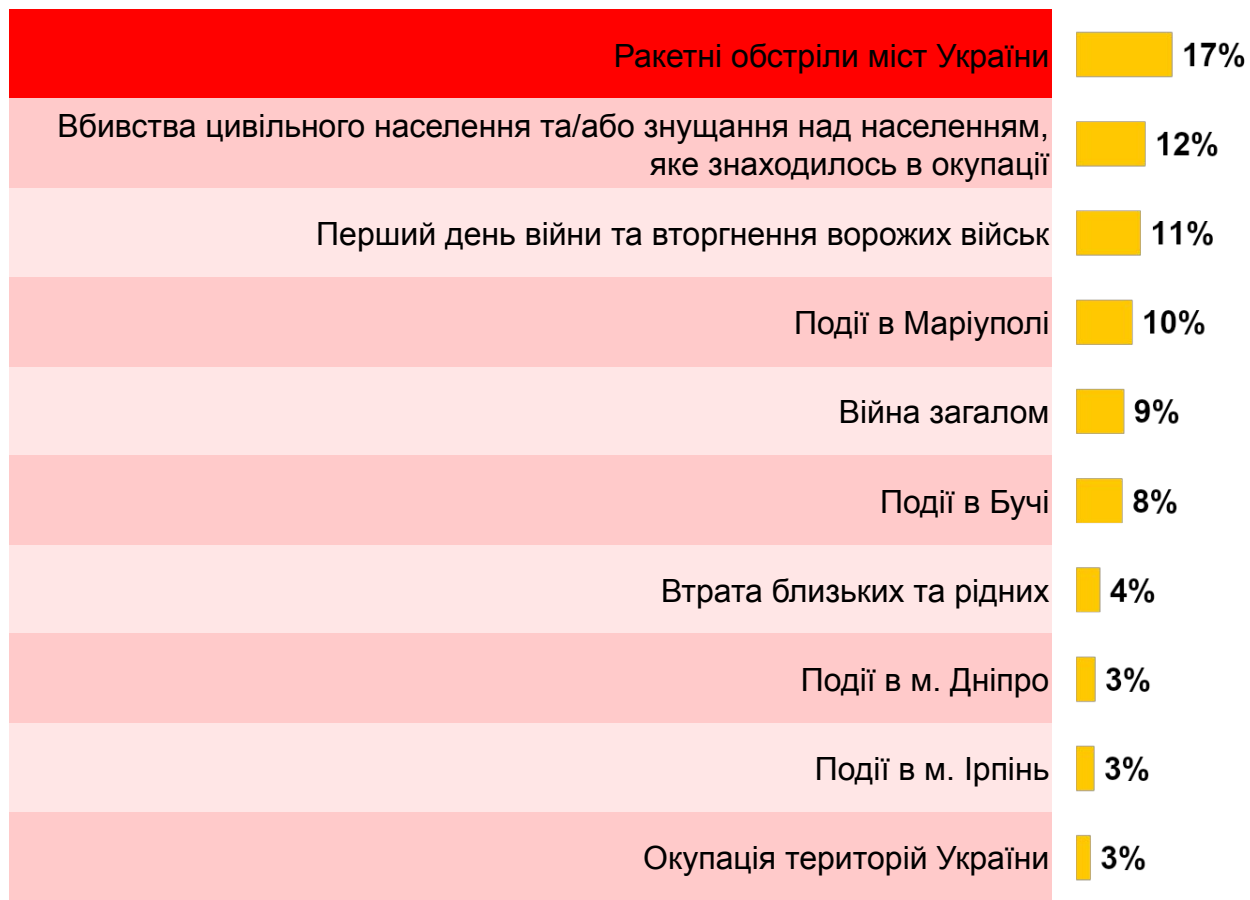 Ракетні обстріли міст України 17%
Вбивства цивільного населення та/або знущання над населенням,
яке знаходилось в окупації 12%
Перший день війни та вторгнення ворожих військ 11%
Події в Маріуполі 10%
Війна загалом 9%
Події в Бучі 8%
Втрата близьких та рідних 4%
Події в м. Дніпро 3%
Події в м. Ірпінь 3%
Окупація територій України 3%